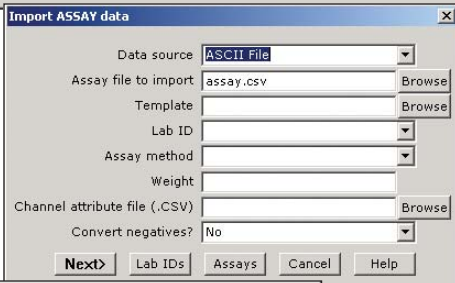 Import ASSAY data
Data source ASCII File
Assay file to import assay.csv Browse
Template Browse
Lab ID
Assay method
Weight
Channel attribute file (.CSV) Browse
Convert negatives? No
Next> Lab IDs Assays Cancel Help